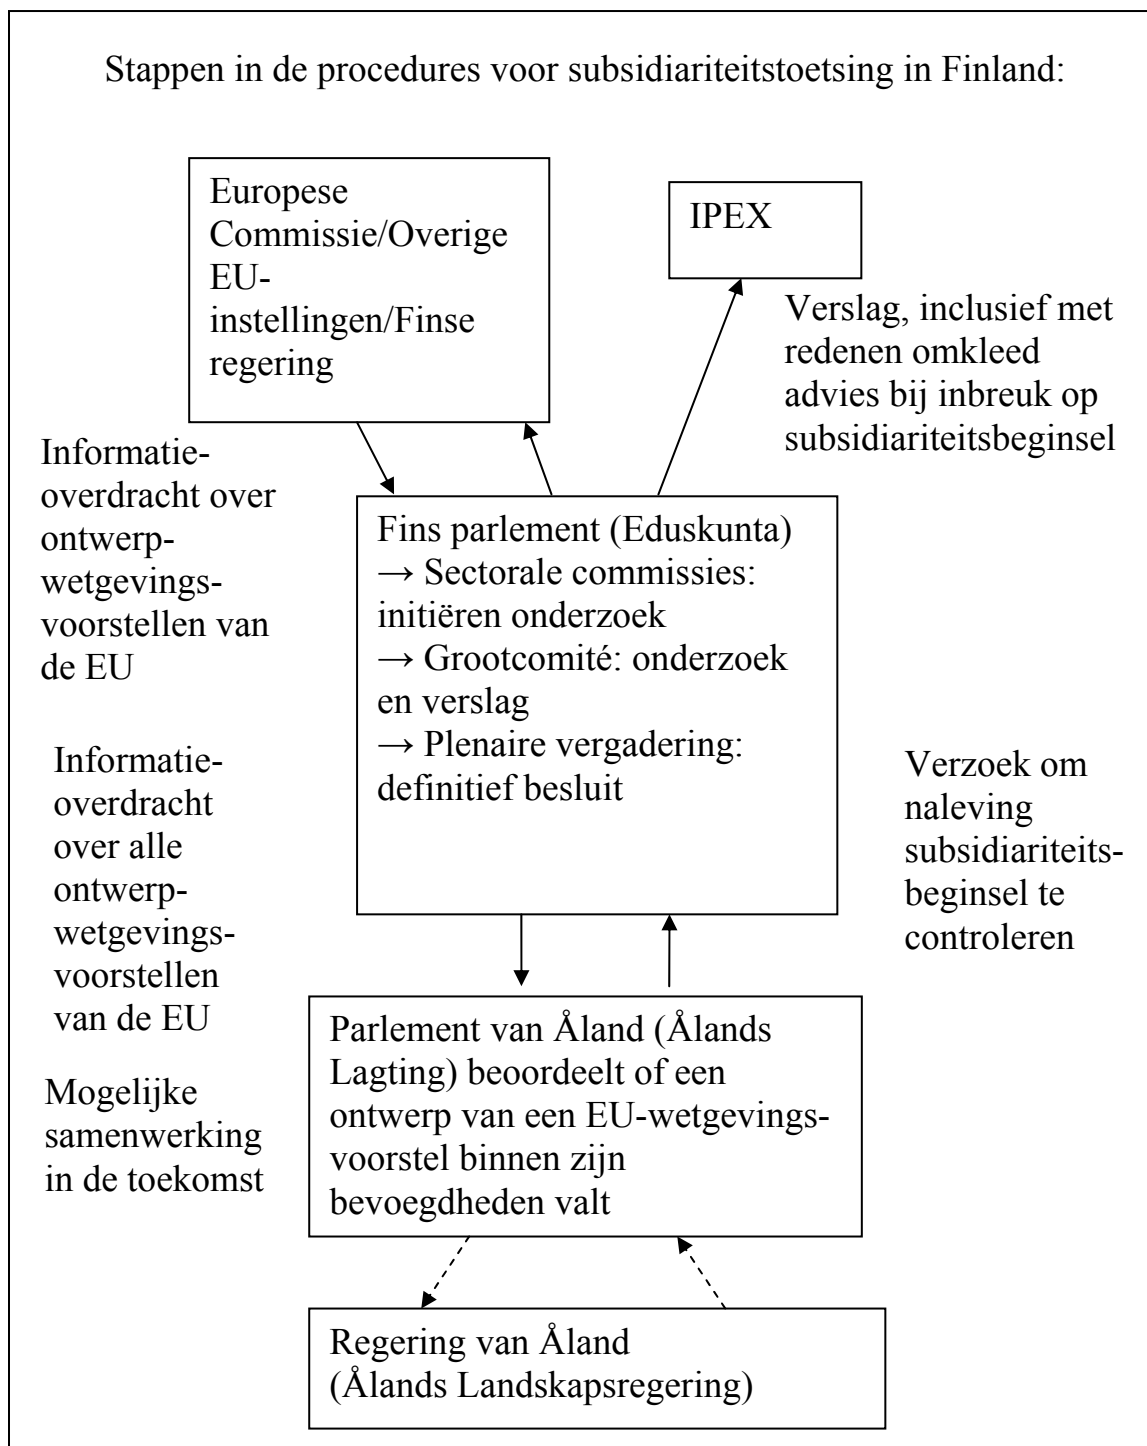 Stappen in de procedures voor subsidiariteitstoetsing in Finland:
Europese
Commissie/Overige
EU-
instellingen/Finse
regering
IPEX
Verslag, inclusief met
redenen omkleed
advies bij inbreuk op
subsidiariteitsbeginsel
Informatie-
overdracht over
ontwerp-
wetgevings-
voorstellen van
de EU
Fins parlement (Eduskunta)
→ Sectorale commissies:
initiëren onderzoek
→ Grootcomité: onderzoek
en verslag
→ Plenaire vergadering:
definitief besluit
Informatie-
overdracht
over alle
ontwerp-
wetgevings-
voorstellen
van de EU
Verzoek om
naleving
subsidiariteits-
beginsel te
controleren
Parlement van Åland (Ålands
Lagting) beoordeelt of een
ontwerp van een EU-wetgevings-
voorstel binnen zijn
bevoegdheden valt
Mogelijke
samenwerking
in de toekomst
Regering van Åland
(Ålands Landskapsregering)